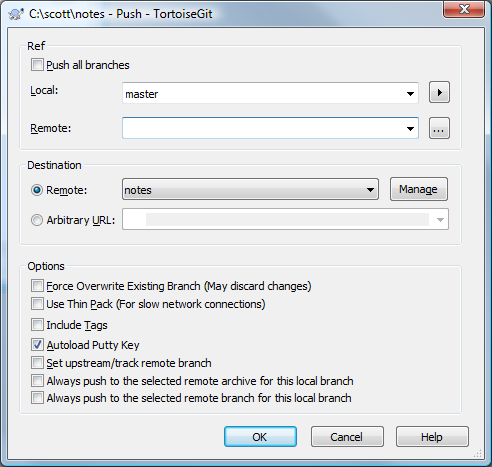 C:\scott\notes - Push - TortoiseGit
Ref
Push all branches
Local:
master
Remote:
...
Destination
Remote:
notes
Manage
Arbitrary URL:
Options
Force Overwrite Existing Branch (May discard changes)
Use Thin Pack (For slow network connections)
Include Tags
Autoload Putty Key
Set upstream/track remote branch
Always push to the selected remote archive for this local branch
Always push to the selected remote branch for this local branch
OK
Cancel
Help